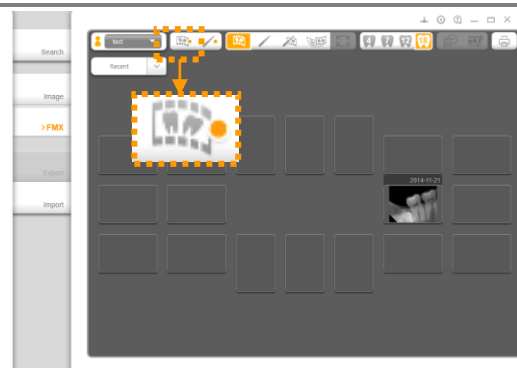 Search
test
Recent
Image
>FMX
2014-11-21
Export
Import